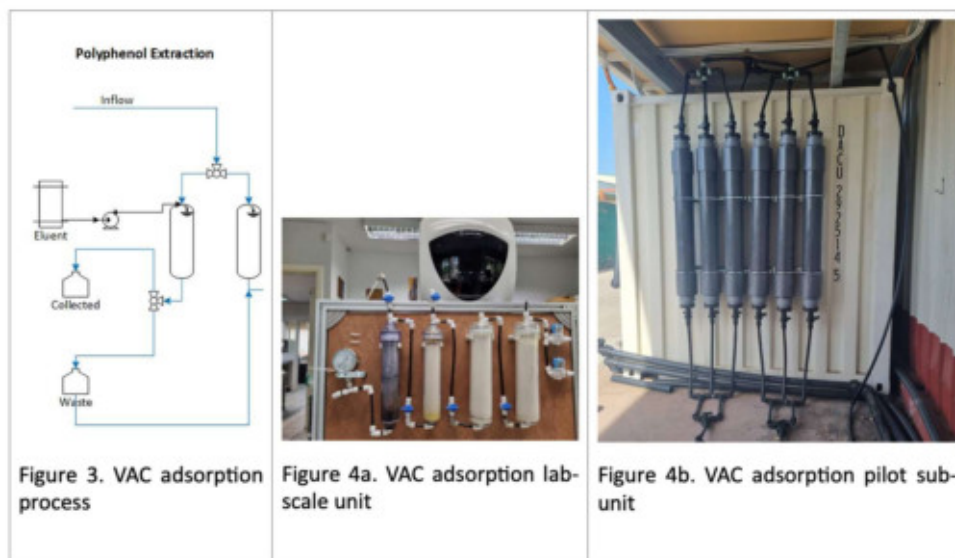 Polyphenol Extraction
Inflow
Eluent
Collected
Waste
DACU 292514 5
Figure 3. VAC adsorption
process
Figure 4a. VAC adsorption lab-
scale unit
Figure 4b. VAC adsorption pilot sub-
unit